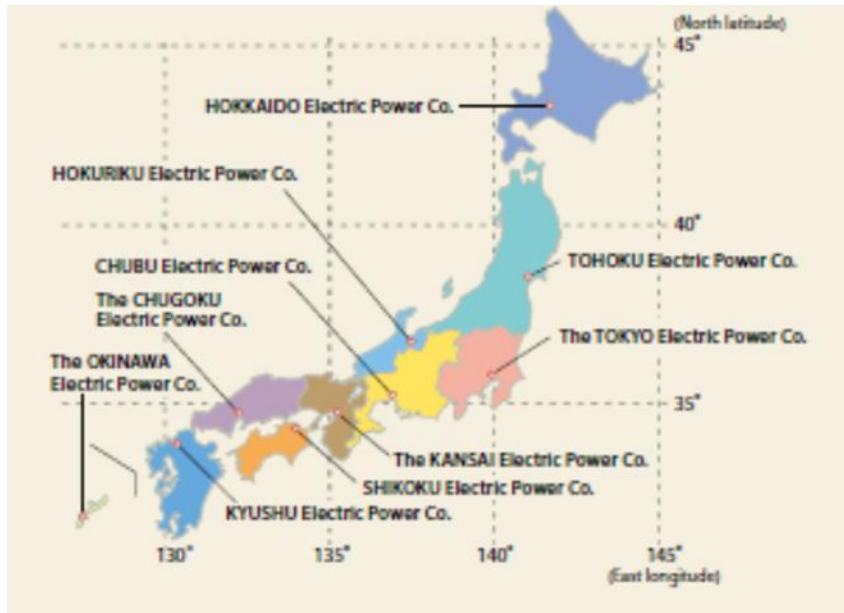 (North latitude)
45°
HOKKAIDO Electric Power Co.
HOKURIKU Electric Power Co.
40°
CHUBU Electric Power Co.
TOHOKU Electric Power Co.
The CHUGOKU
Electric Power Co.
The TOKYO Electric Power Co.
The OKINAWA
Electric Power Co.
35°
The KANSAI Electric Power Co.
SHIKOKU Electric Power Co.
KYUSHU Electric Power Co.
130°
135°
140°
145°
(East longitude)